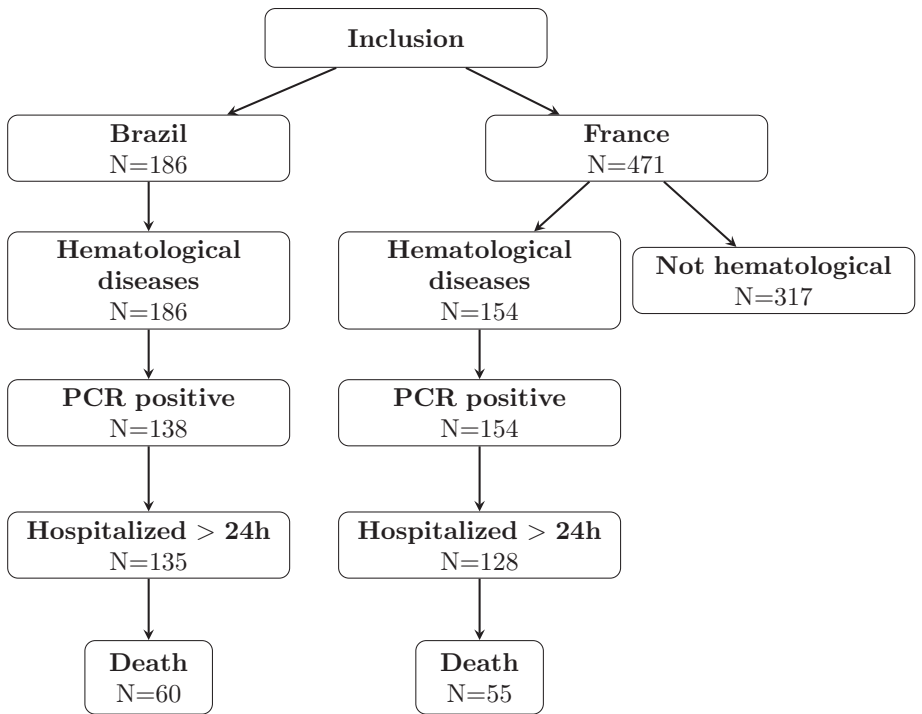 Inclusion
Brazil
N=186
France
N=471
Hematological
diseases
N=186
Hematological
diseases
N=154
Not hematological
N=317
PCR positive
N=138
PCR positive
N=154
Hospitalized > 24h
N=135
Hospitalized > 24h
N=128
Death
N=60
Death
N=55